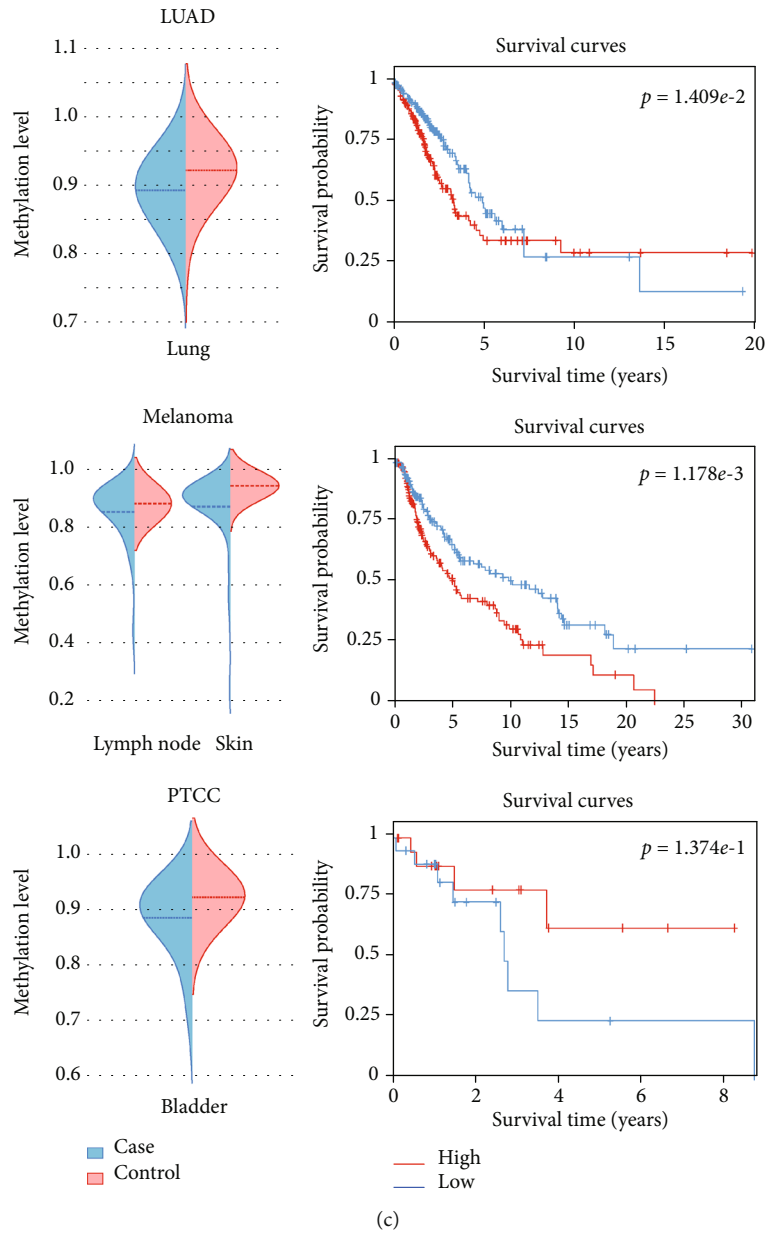 LUAD
Methylation level
1.1
1.0
0.9
0.8
0.7
Lung
Survival curves
Survival probability
1
0.75
0.5
0.25
0
p = 1.409e-2
0 5 10 15 20
Survival time (years)
Melanoma
Methylation level
1.0
0.8
0.6
0.4
0.2
Lymph node Skin
Survival curves
Survival probability
1
0.75
0.5
0.25
0
p = 1.178e-3
0 5 10 15 20 25 30
Survival time (years)
PTCC
Methylation level
1.0
0.9
0.8
0.7
0.6
Bladder
Survival curves
Survival probability
1
0.75
0.5
0.25
0
p = 1.374e-1
0 2 4 6 8
Survival time (years)
Case
Control
High
Low
(c)